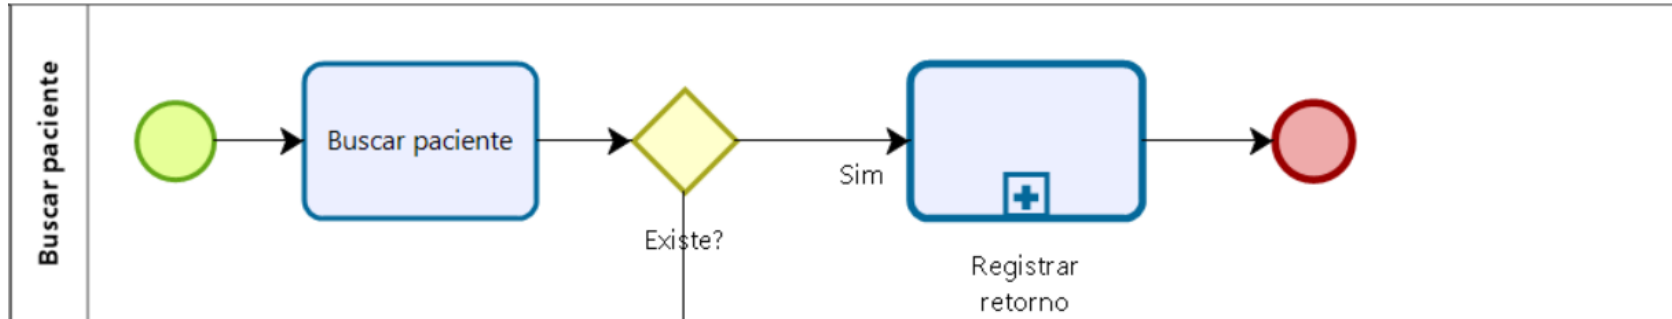 Buscar paciente
Buscar paciente
Existe?
Sim
Registrar
retorno